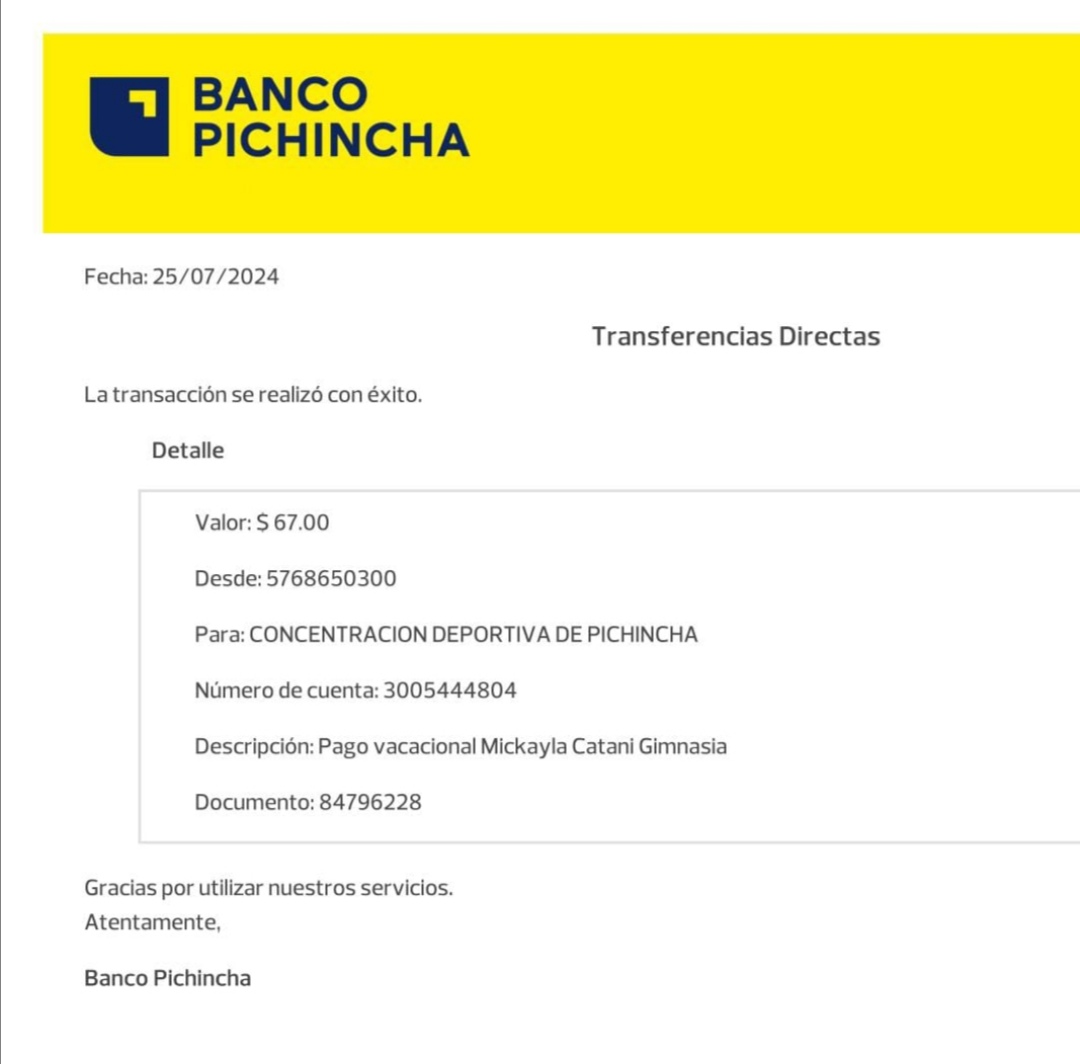 BANCO
PICHINCHA
Fecha: 25/07/2024
Transferencias Directas
La transacción se realizó con éxito.
Detalle
Valor: $ 67.00
Desde: 5768650300
Para: CONCENTRACION DEPORTIVA DE PICHINCHA
Número de cuenta: 3005444804
Descripción: Pago vacacional Mickayla Catani Gimnasia
Documento: 84796228
Gracias por utilizar nuestros servicios.
Atentamente,
Banco Pichincha